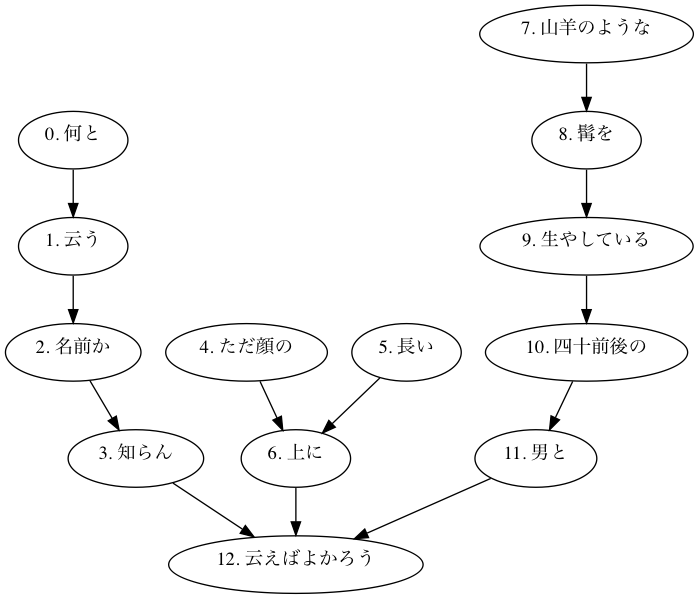 7. 山羊のような
0. 何と
8. 髯を
1. 云う
9. 生やしている
2. 名前か
4. ただ顔の
5. 長い
10. 四十前後の
3. 知らん
6. 上に
11. 男と
12. 云えばよかろう